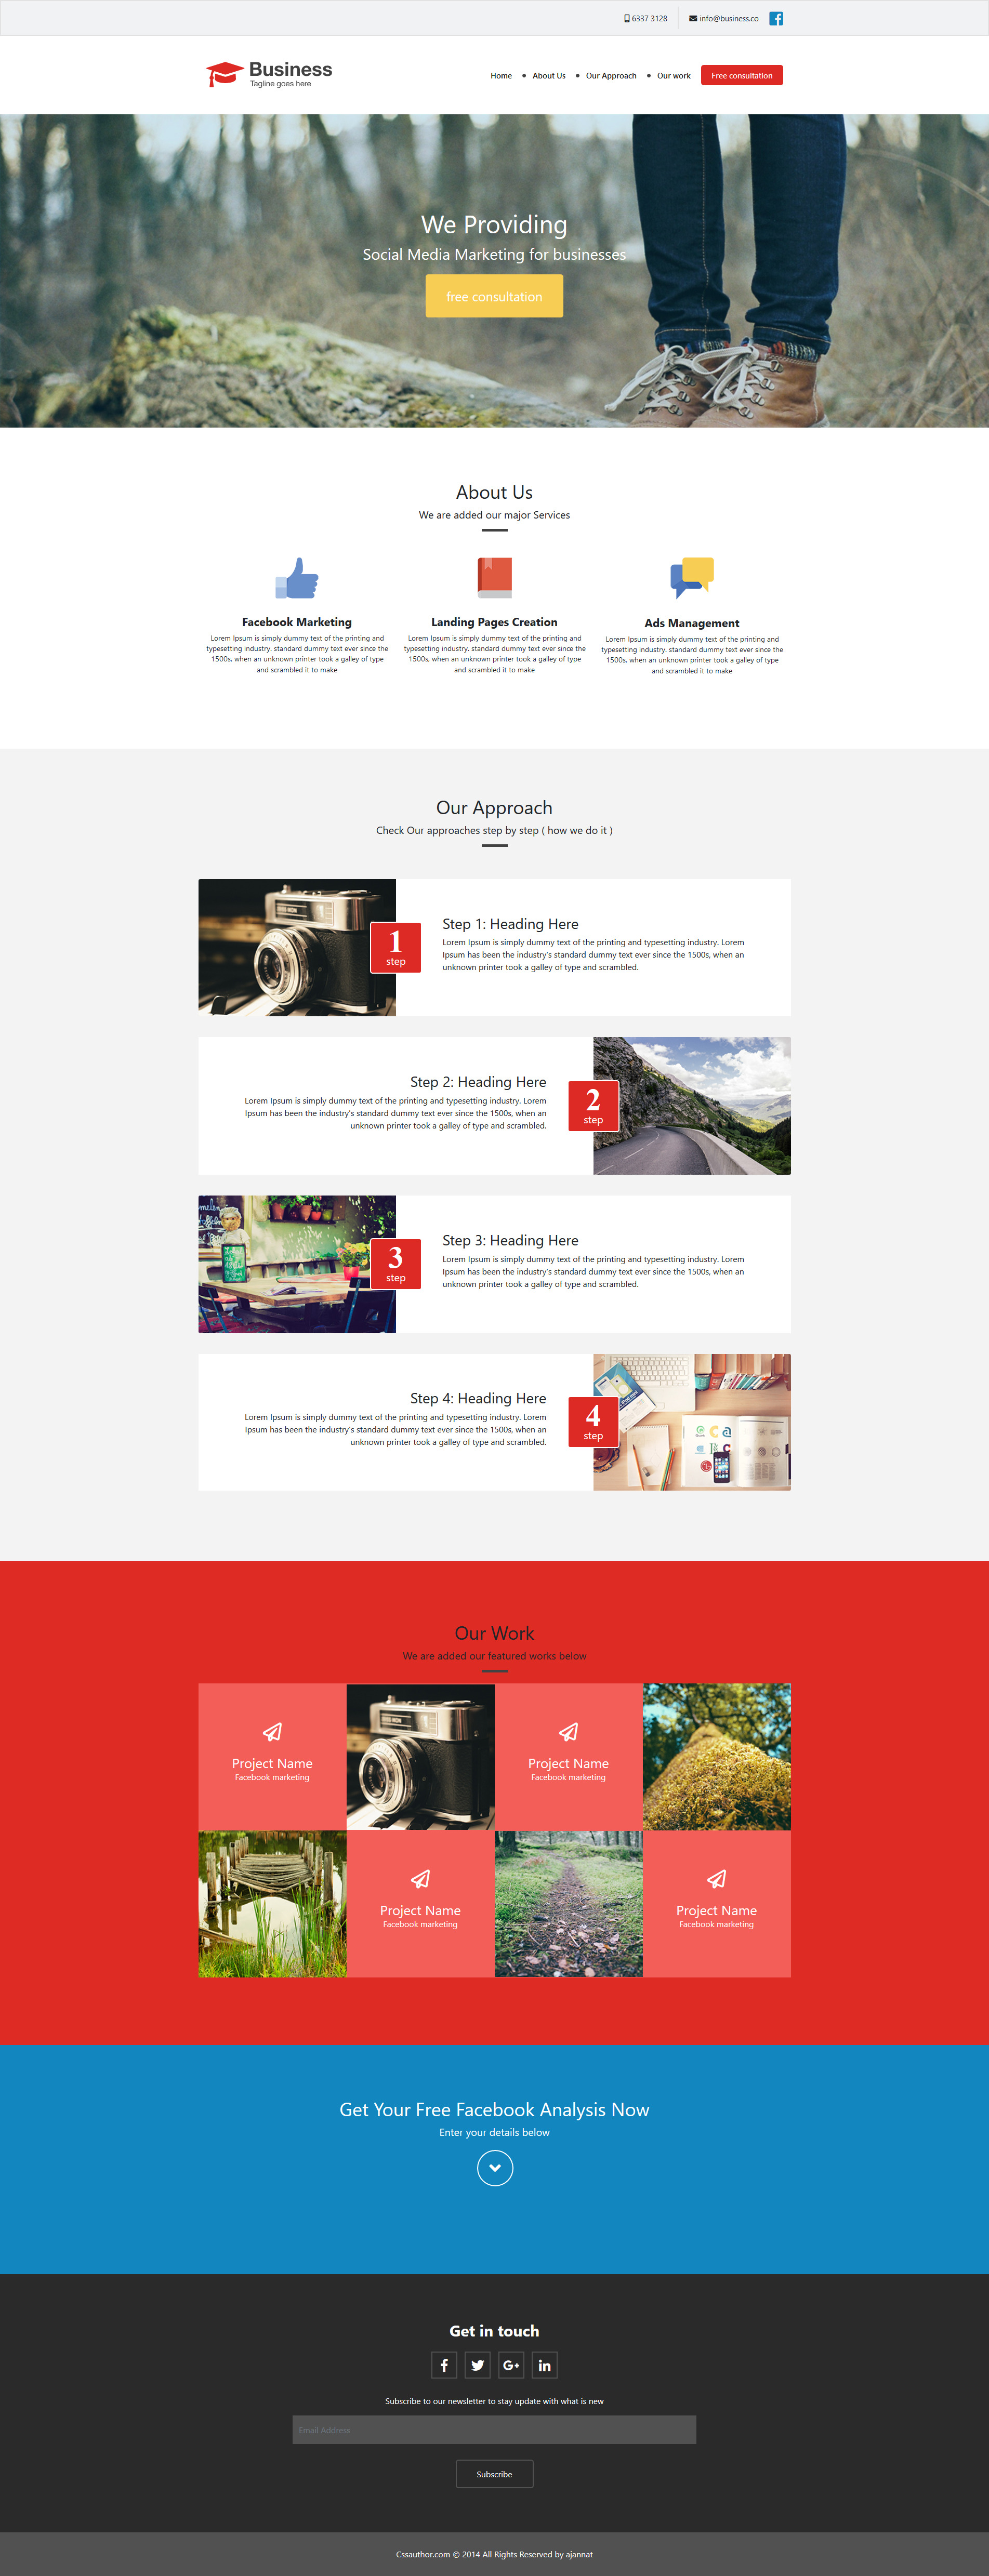 6337 3128
info@business.co
Business
Tagline goes here
Home
About Us
Our Approach
Our work
Free consultation
We Providing
Social Media Marketing for businesses
free consultation
About Us
We are added our major Services
Facebook Marketing
Lorem Ipsum is simply dummy text of the printing and
typesetting industry. standard dummy text ever since the
1500s, when an unknown printer took a galley of type
and scrambled it to make
Landing Pages Creation
Lorem Ipsum is simply dummy text of the printing and
typesetting industry. standard dummy text ever since the
1500s, when an unknown printer took a galley of type
and scrambled it to make
Ads Management
Lorem Ipsum is simply dummy text of the printing and
typesetting industry. standard dummy text ever since the
1500s, when an unknown printer took a galley of type
and scrambled it to make
Our Approach
Check Our approaches step by step ( how we do it )
1
step
Step 1: Heading Here
Lorem Ipsum is simply dummy text of the printing and typesetting industry. Lorem
Ipsum has been the industry's standard dummy text ever since the 1500s, when an
unknown printer took a galley of type and scrambled.
Step 2: Heading Here
Lorem Ipsum is simply dummy text of the printing and typesetting industry. Lorem
Ipsum has been the industry's standard dummy text ever since the 1500s, when an
unknown printer took a galley of type and scrambled.
2
step
3
step
Step 3: Heading Here
Lorem Ipsum is simply dummy text of the printing and typesetting industry. Lorem
Ipsum has been the industry's standard dummy text ever since the 1500s, when an
unknown printer took a galley of type and scrambled.
Step 4: Heading Here
Lorem Ipsum is simply dummy text of the printing and typesetting industry. Lorem
Ipsum has been the industry's standard dummy text ever since the 1500s, when an
unknown printer took a galley of type and scrambled.
4
step
Our Work
We are added our featured works below
Project Name
Facebook marketing
Project Name
Facebook marketing
Project Name
Facebook marketing
Project Name
Facebook marketing
Get Your Free Facebook Analysis Now
Enter your details below
Get in touch
Subscribe to our newsletter to stay update with what is new
Email Address
Subscribe
Cssauthor.com © 2014 All Rights Reserved by ajannat